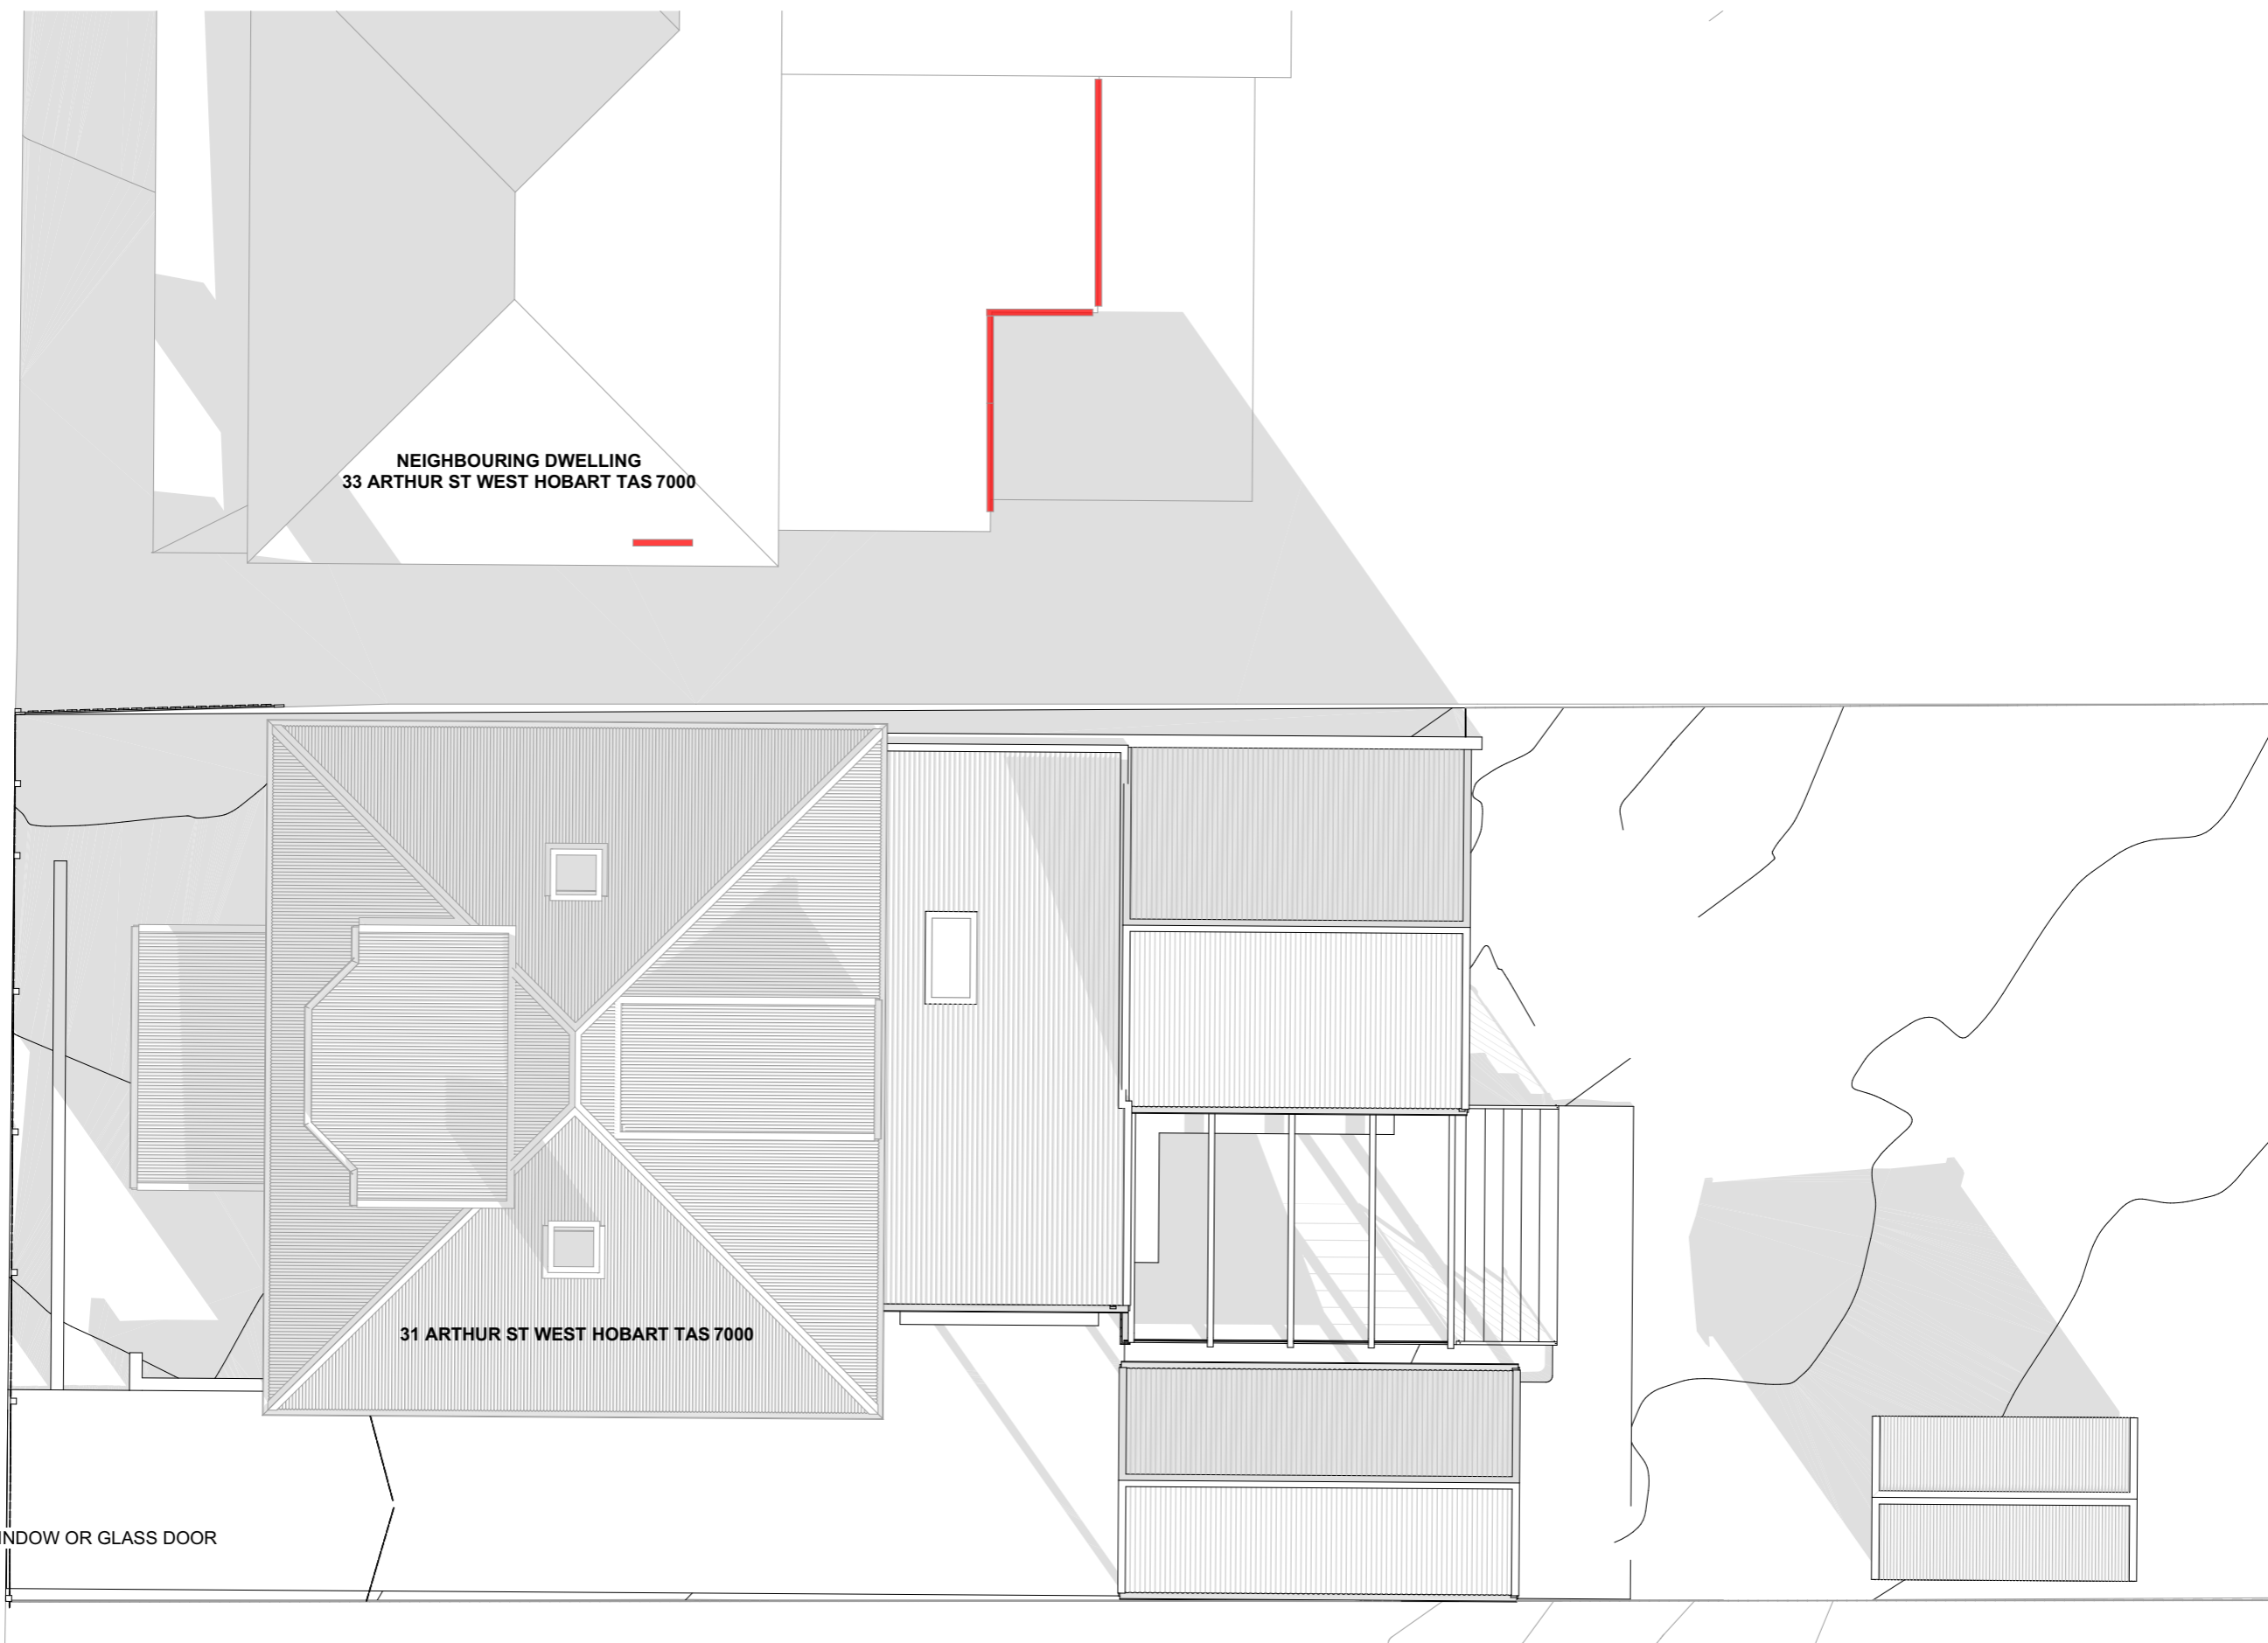 NEIGHBOURING DWELLING
33 ARTHUR ST WEST HOBART TAS 7000
31 ARTHUR ST WEST HOBART TAS 7000
OR GLASS DOOR